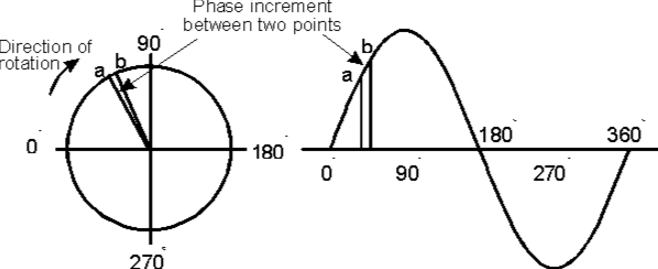 Phase increment
between two points
Direction of
rotation
90°
a b
0°
180°
270°
b
a
180°
360°
0°
90°
270°